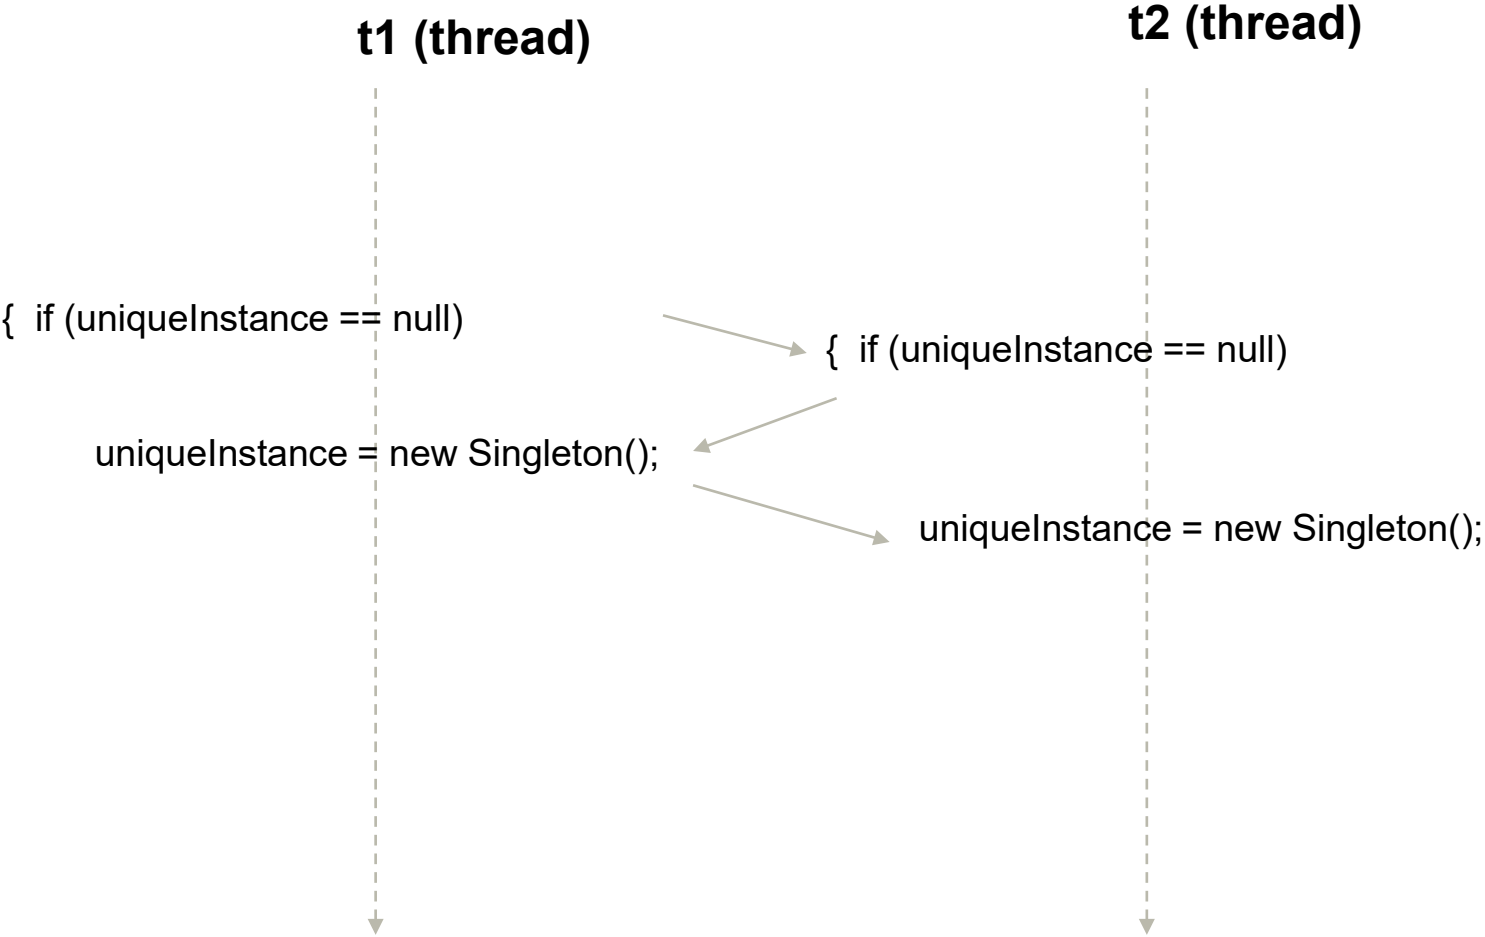 t1 (thread)
t2 (thread)
{  if (uniqueInstance == null)
{  if (uniqueInstance == null)
uniqueInstance = new Singleton();
uniqueInstance = new Singleton();